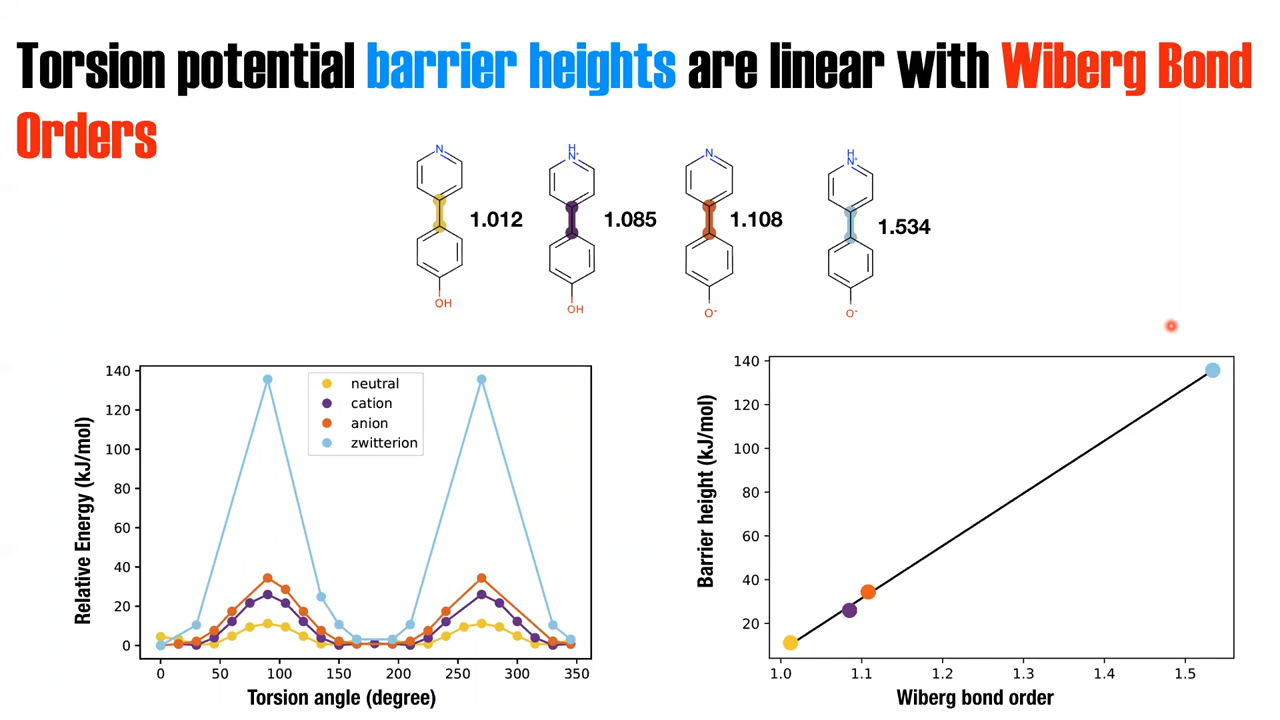 Torsion potential barrier heights are linear with Wiberg Bond
Orders
N
H
N+
N
H
N+
1.012
1.085
1.108
1.534
OH
OH
O-
O-
140
120
100
80
60
40
20
0
Relative Energy (kJ/mol)
neutral
cation
anion
zwitterion
0 50 100 150 200 250 300 350
Torsion angle (degree)
140
120
100
80
60
40
20
Barrier height (kJ/mol)
1.0 1.1 1.2 1.3 1.4 1.5
Wiberg bond order